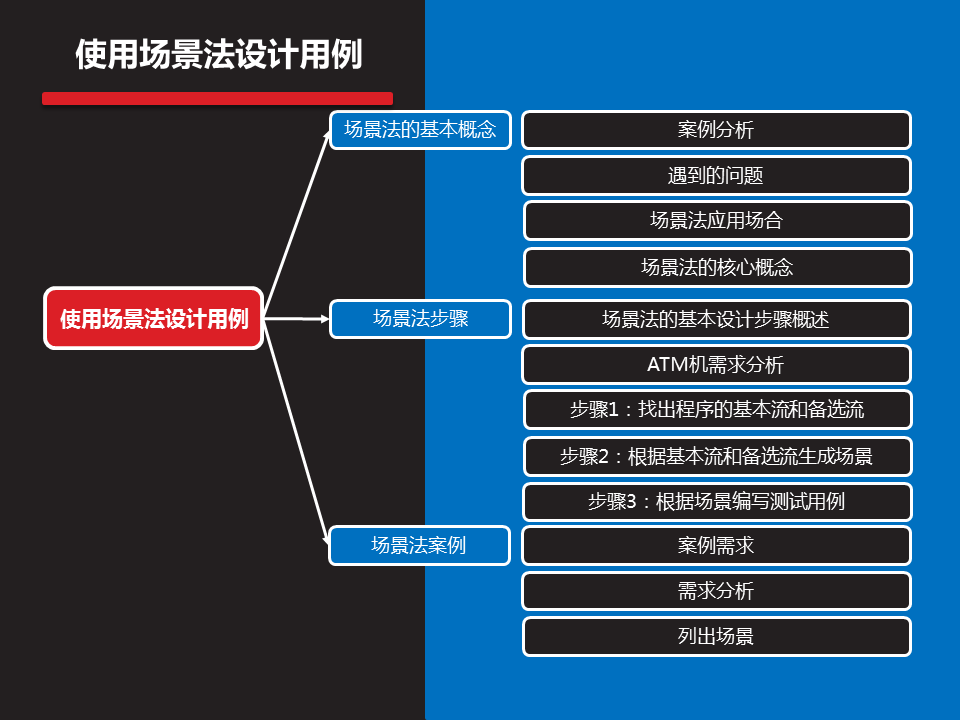 使用场景法设计用例
场景法的基本概念
案例分析
遇到的问题
场景法应用场合
场景法的核心概念
使用场景法设计用例
场景法步骤
场景法的基本设计步骤概述
ATM机需求分析
步骤1：找出程序的基本流和备选流
步骤2：根据基本流和备选流生成场景
步骤3：根据场景编写测试用例
场景法案例
案例需求
需求分析
列出场景